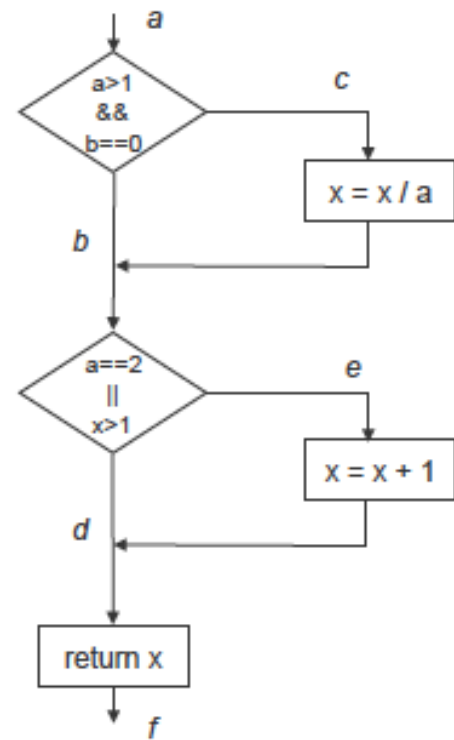 a
a>1
&&
b==0
c
x = x / a
b
a==2
||
x>1
e
x = x + 1
d
return x
f